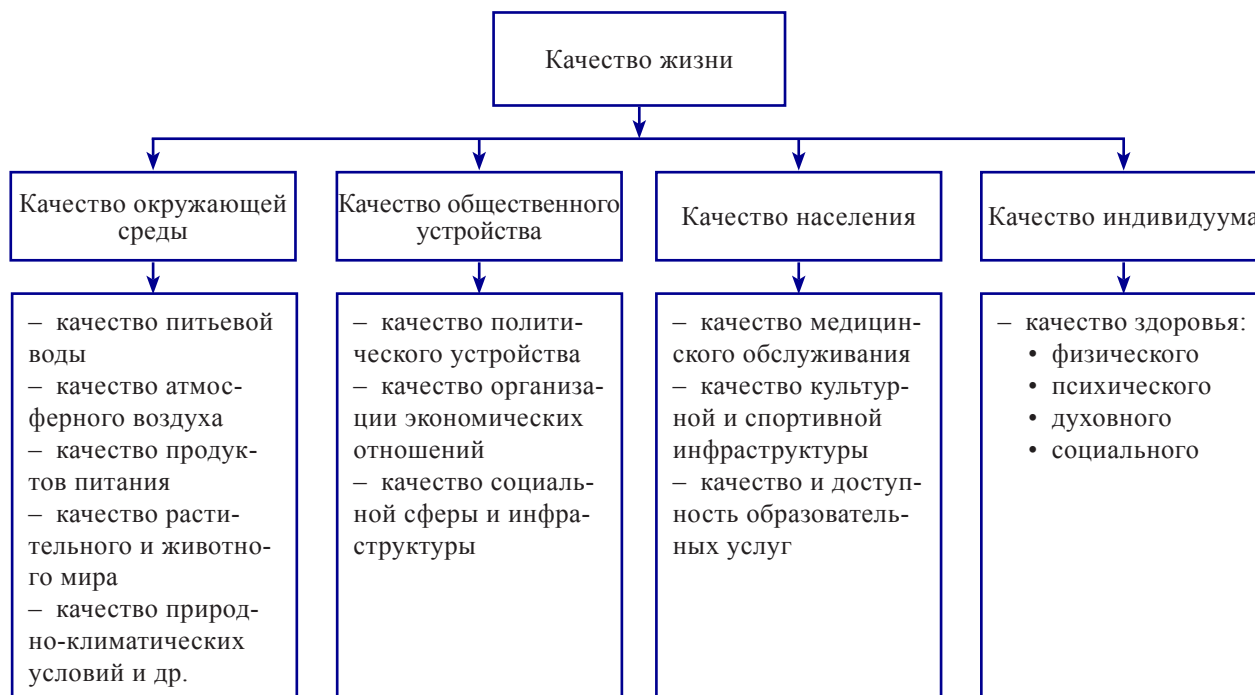 Качество жизни
Качество окружающей
среды
Качество общественного
устройства
Качество населения
Качество индивидуума
– качество питьевой
воды
– качество атмос-
ферного воздуха
– качество продук-
тов питания
– качество расти-
тельного и животно-
го мира
– качество природ-
но-климатических
условий и др.
– качество полити-
ческого устройства
– качество организа-
ции экономических
отношений
– качество социаль-
ной сферы и инфра-
структуры
– качество медицин-
ского обслуживания
– качество культур-
ной и спортивной
инфраструктуры
– качество и доступ-
ность образователь-
ных услуг
– качество здоровья:
• физического
• психического
• духовного
• социального